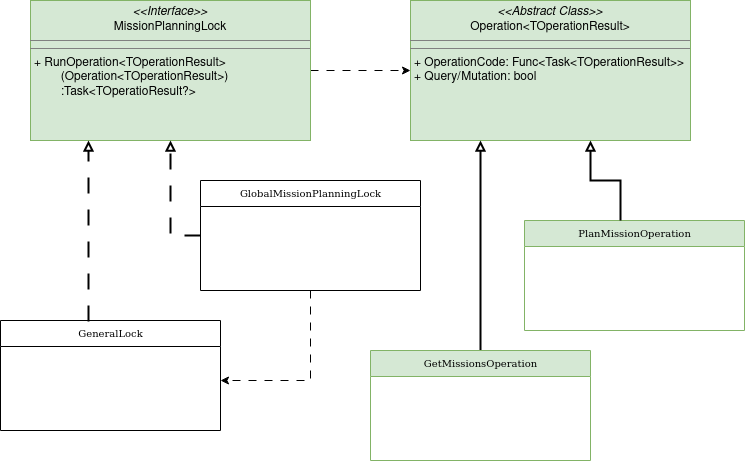 <<Interface>>
MissionPlanningLock
+ RunOperation<TOperationResult>
(Operation<TOperationResult>)
:Task<TOperatioResult?>
<<Abstract Class>>
Operation<TOperationResult>
+ OperationCode: Func<Task<TOperationResult>>
+ Query/Mutation: bool
GlobalMissionPlanningLock
PlanMissionOperation
GeneralLock
GetMissionsOperation